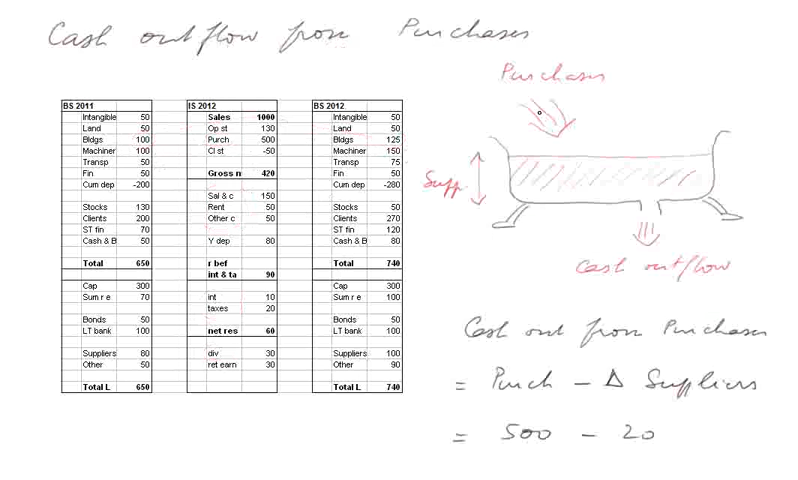 Cash outflow from Purchases
BS 2011
Intangible 50
Land 50
Bldgs 100
Machiner 100
Transp 50
Fin 50
Cum dep -200
Stocks 130
Clients 200
ST fin 70
Cash & B 50
Total 650
Cap 300
Sum r e 70
Bonds 50
LT bank 100
Suppliers 80
Other 50
Total L 650
IS 2012
Sales 1000
Op st 130
Purch 500
Cl st -50
Gross n 420
Sal & c 150
Rent 50
Other c 50
Y dep 80
r bef
int & ta 90
int 10
taxes 20
net res 60
div 30
ret earn 30
BS 2012
Intangible 50
Land 50
Bldgs 125
Machiner 150
Transp 75
Fin 50
Cum dep -280
Stocks 50
Clients 270
ST fin 120
Cash & B 80
Total 740
Cap 300
Sum r e 100
Bonds 50
LT bank 100
Suppliers 100
Other 90
Total L 740
Purchases
Supp
Cash outflow
Cash out from Purchases
= Purch - Δ Suppliers
= 500 - 20